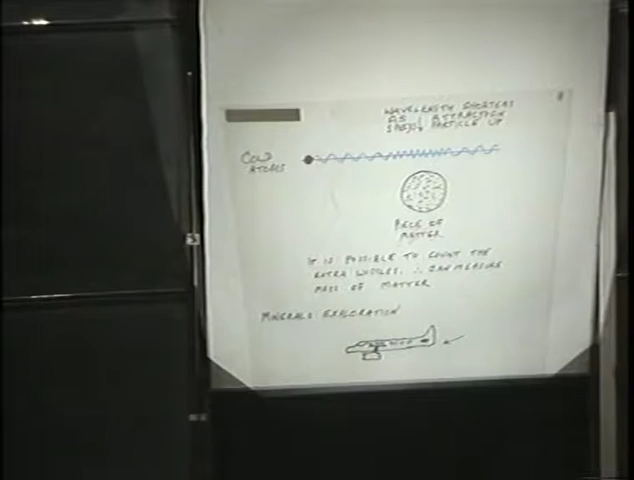 WAVELENGTH SHORTENS
AS ATTRACTION
SPEEDS PARTICLE UP
COLD
ATOMS
PIECE OF
MATTER
IT IS POSSIBLE TO COUNT THE
EXTRA WIGGLES. ∴ CAN MEASURE
MASS OF MATTER
MINERALS EXPLORATION